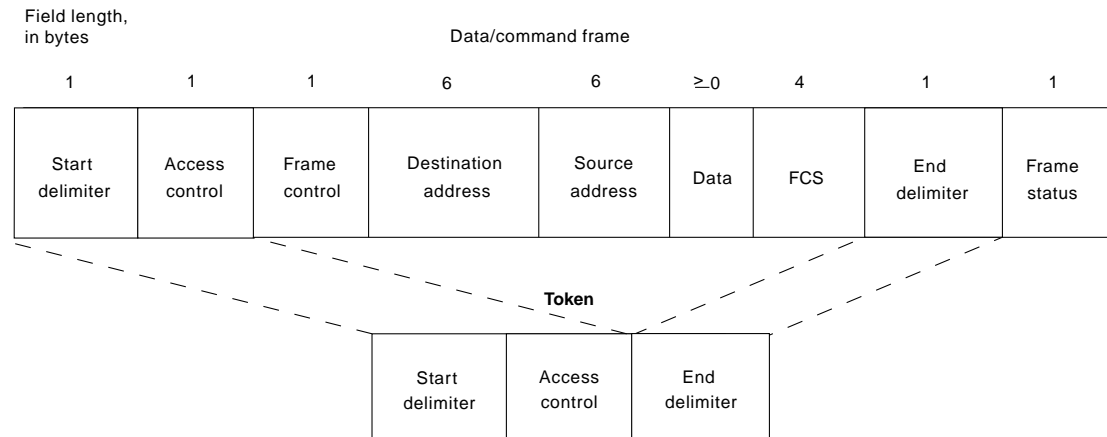 Field length,
in bytes
Data/command frame
1 1 1 6 6 ≥0 4 1 1
Start delimiter
Access control
Frame control
Destination address
Source address
Data
FCS
End delimiter
Frame status
Token
Start delimiter
Access control
End delimiter